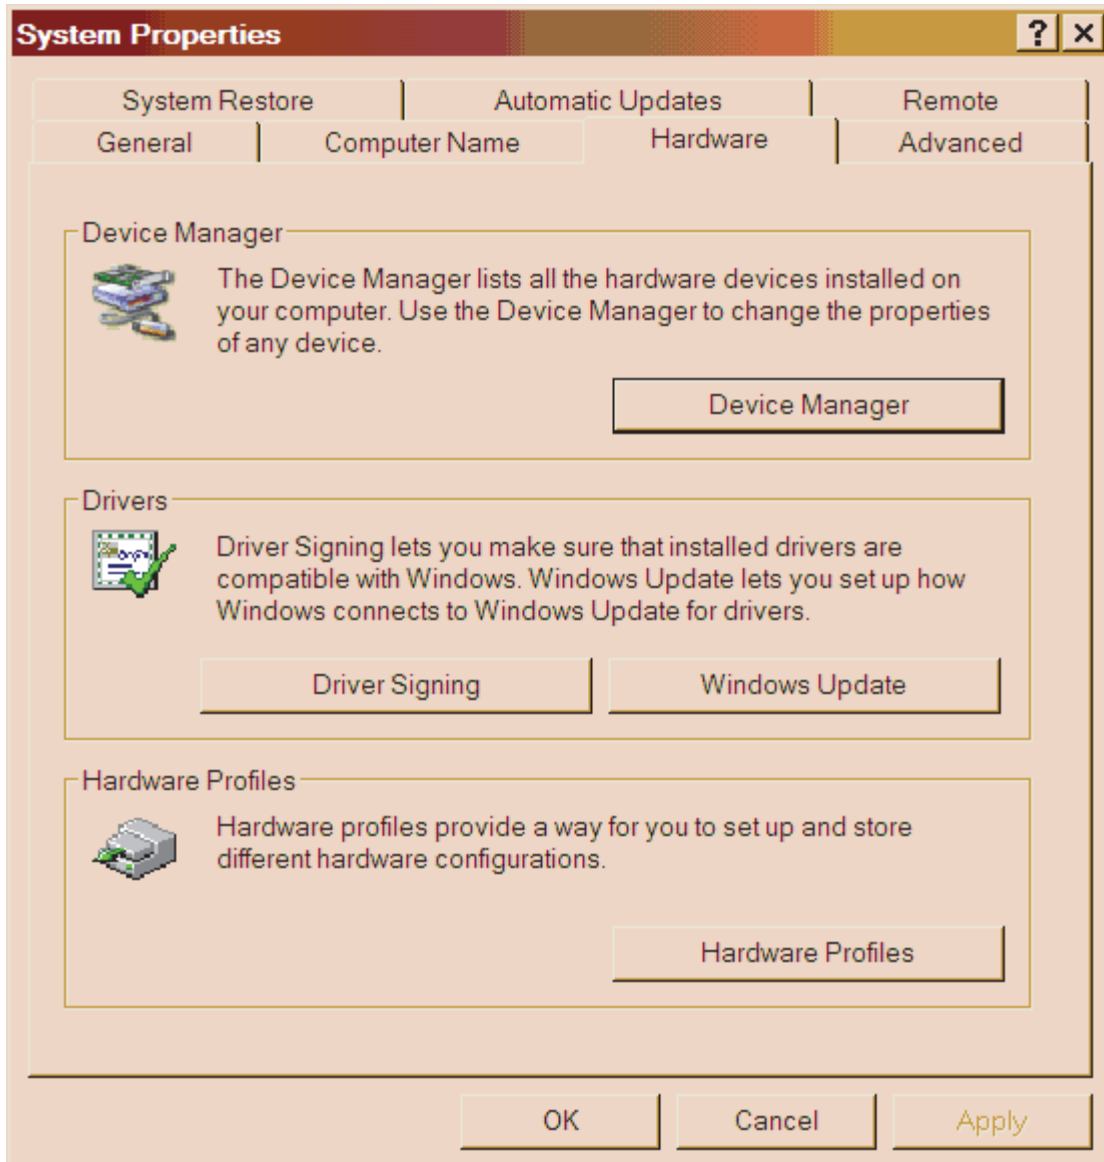 System Properties
? ×
System Restore Automatic Updates Remote
General Computer Name Hardware Advanced
Device Manager
The Device Manager lists all the hardware devices installed on
your computer. Use the Device Manager to change the properties
of any device.
Device Manager
Drivers
Driver Signing lets you make sure that installed drivers are
compatible with Windows. Windows Update lets you set up how
Windows connects to Windows Update for drivers.
Driver Signing Windows Update
Hardware Profiles
Hardware profiles provide a way for you to set up and store
different hardware configurations.
Hardware Profiles
OK Cancel Apply